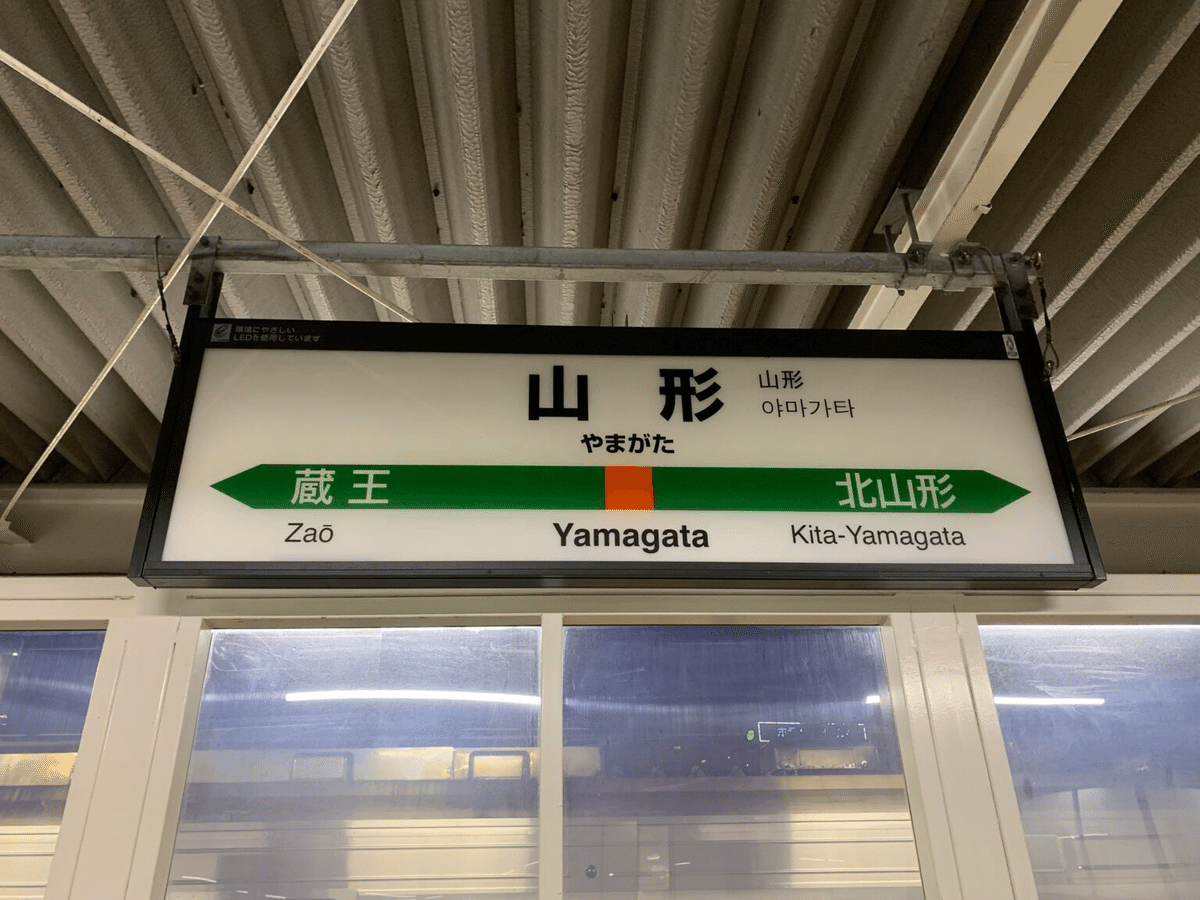 環境にやさしい
LEDを使用しています
山形
山形
야마가타
やまがた
蔵王 北山形
Zaō Yamagata Kita-Yamagata